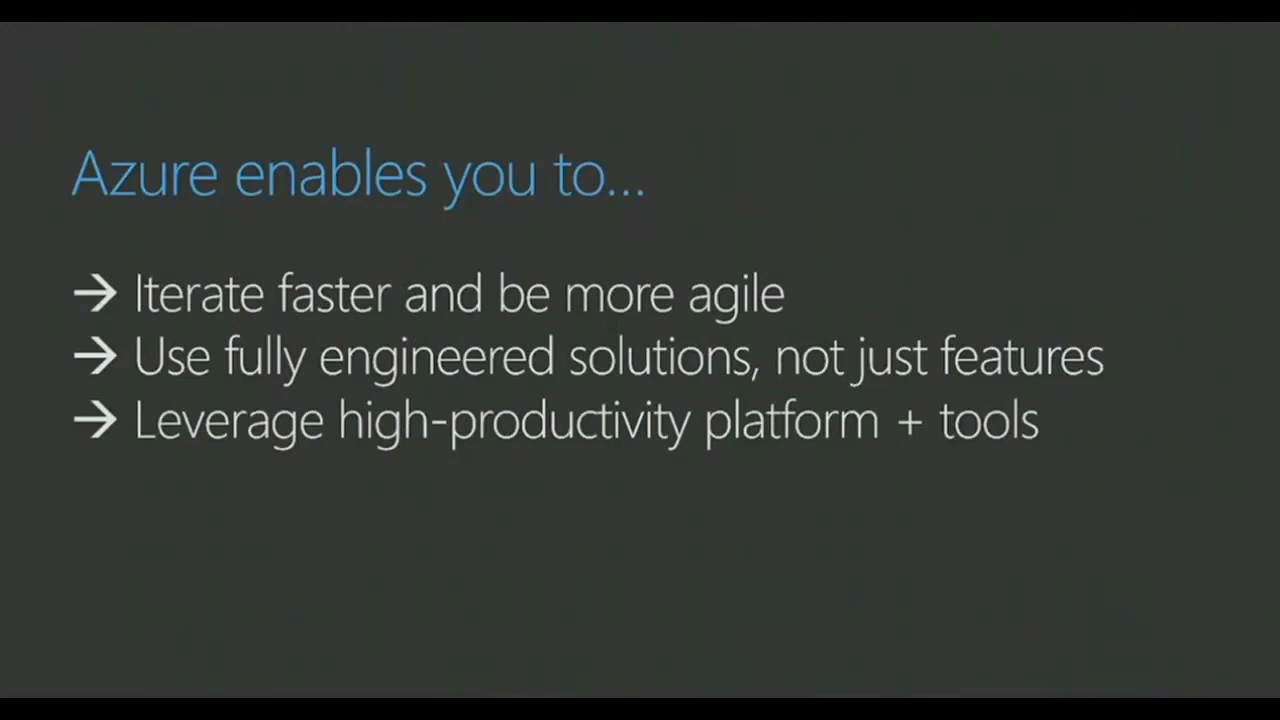 Azure enables you to...
→ Iterate faster and be more agile
→ Use fully engineered solutions, not just features
→ Leverage high-productivity platform + tools